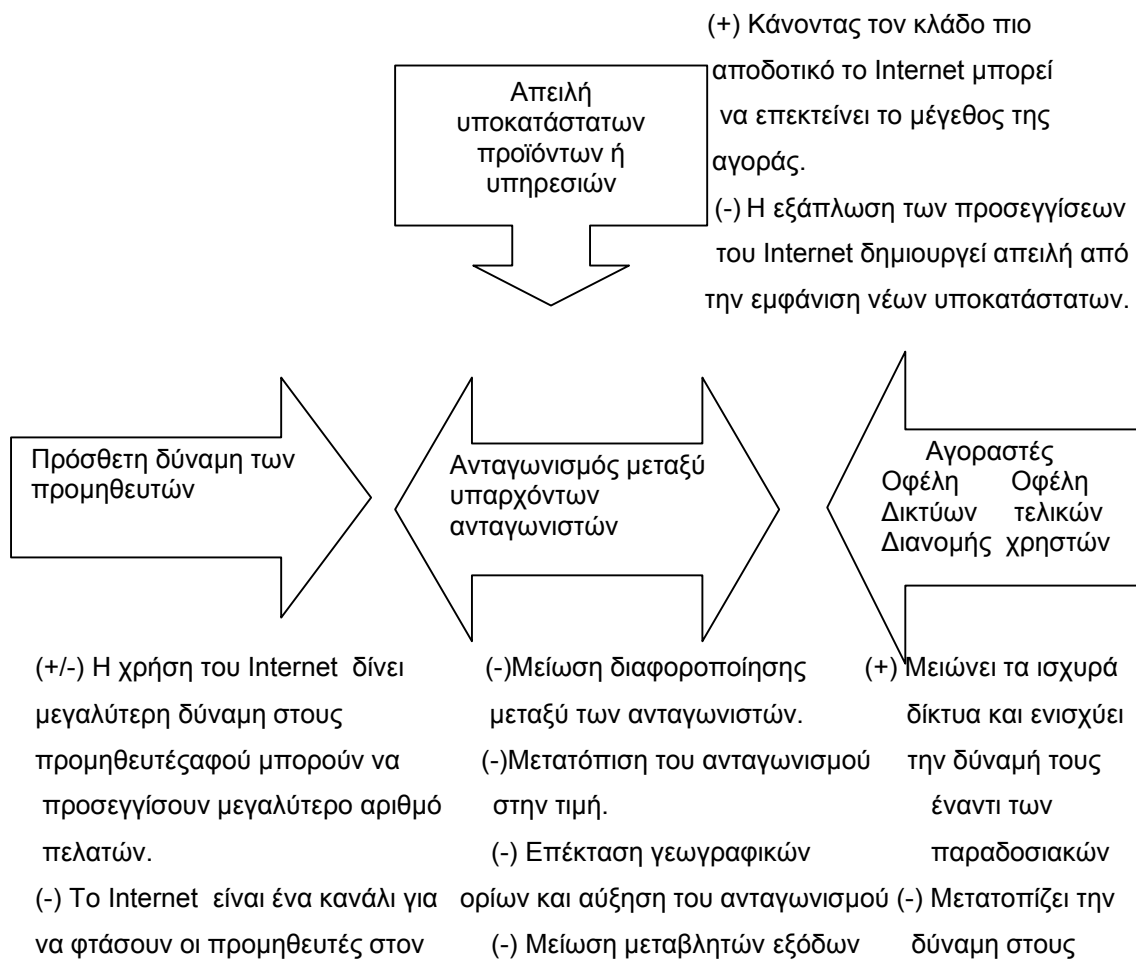 Απειλή
υποκατάστατων
προϊόντων ή
υπηρεσιών
(+) Κάνοντας τον κλάδο πιο
αποδοτικό το Internet μπορεί
να επεκτείνει το μέγεθος της
αγοράς.
(-) Η εξάπλωση των προσεγγίσεων
του Internet δημιουργεί απειλή από
την εμφάνιση νέων υποκατάστατων.
Πρόσθετη δύναμη των
προμηθευτών
Ανταγωνισμός μεταξύ
υπαρχόντων
ανταγωνιστών
Αγοραστές
Οφέλη Οφέλη
Δικτύων τελικών
Διανομής χρηστών
(+/-) Η χρήση του Internet δίνει
μεγαλύτερη δύναμη στους
προμηθευτέςαφού μπορούν να
προσεγγίσουν μεγαλύτερο αριθμό
πελατών.
(-) Το Internet είναι ένα κανάλι για
να φτάσουν οι προμηθευτές στον
(-)Μείωση διαφοροποίησης
μεταξύ των ανταγωνιστών.
(-)Μετατόπιση του ανταγωνισμού
στην τιμή.
(-) Επέκταση γεωγραφικών
ορίων και αύξηση του ανταγωνισμού
(-) Μείωση μεταβλητών εξόδων
(+) Μειώνει τα ισχυρά
δίκτυα και ενισχύει
την δύναμή τους
έναντι των
παραδοσιακών
(-) Μετατοπίζει την
δύναμη στους